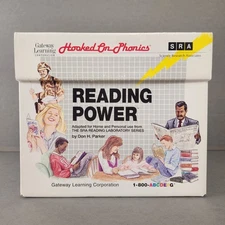 Gateway Learning
Hooked On Phonics®
SRA
READING
POWER
Adapted for Home and Personal use from
THE SRA READING LABORATORY SERIES
by Don H. Parker
Gateway Learning Corporation
1-800-ABCDEFG